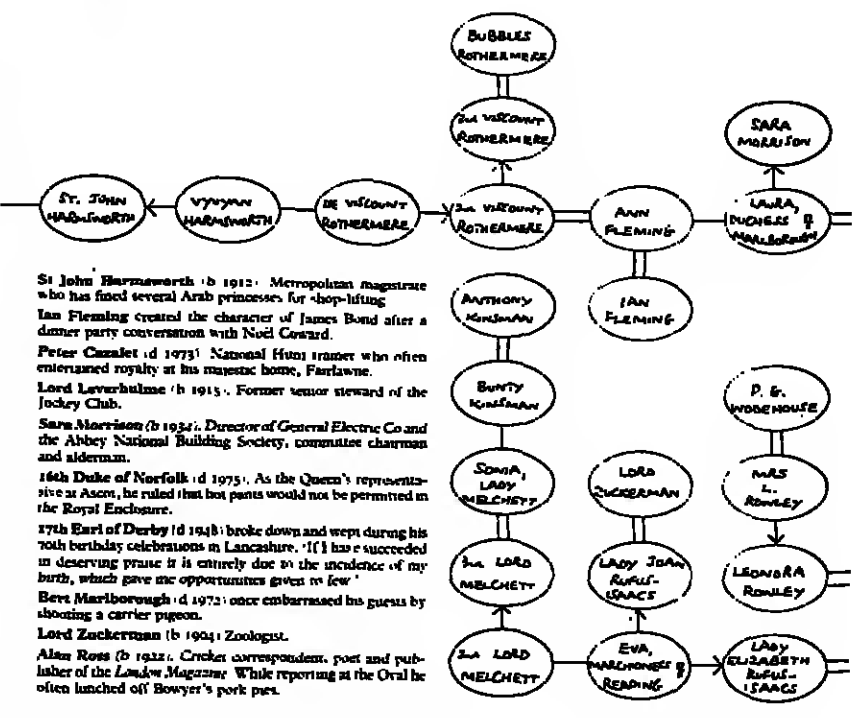 BUBBLES
ROTHERMERE
VISCOUNT
ROTHERMERE
SARA
MORRISON
ST. JOHN
HARMSWORTH
VYVYAN
HARMSWORTH
VISCOUNT
ROTHERMERE
VISCOUNT
ROTHERMERE
ANN
FLEMING
LAURA,
DUCHESS OF
MARLBOROUGH
IAN
FLEMING
ANTHONY
KINSMAN
BUNTY
KINSMAN
SONIA,
LADY
MELCHETT
LORD
ZUCKERMAN
P. G.
WODEHOUSE
MRS
L.
ROWLEY
LORD
MELCHETT
LADY JOAN
RUFUS-
ISAACS
LEONORA
ROWLEY
LORD
MELCHETT
EVA,
MARCHIONESS OF
READING
LADY
ELIZABETH
RUFUS-
ISAACS
St John Harmsworth (b 1912). Metropolitan magistrate
who has fined several Arab princesses for shop-lifting
Ian Fleming created the character of James Bond after a
dinner party conversation with Noël Coward.
Peter Cazalet (d 1973). National Hunt trainer who often
entertained royalty at his majestic home, Fairlawne.
Lord Leverhulme (b 1915). Former senior steward of the
Jockey Club.
Sara Morrison (b 1934). Director of General Electric Co and
the Abbey National Building Society, committee chairman
and alderman.
16th Duke of Norfolk (d 1975). As the Queen's representa-
tive at Ascot, he ruled that hot pants would not be permitted in
the Royal Enclosure.
17th Earl of Derby (d 1948) broke down and wept during his
70th birthday celebrations in Lancashire. 'If I have succeeded
in deserving praise it is entirely due to the incidence of my
birth, which gave me opportunities given to few'
Bert Marlborough (d 1972) once embarrassed his guests by
shooting a carrier pigeon.
Lord Zuckerman (b 1904) Zoologist.
Alan Ross (b 1922). Cricket correspondent, poet and pub-
lisher of the London Magazine. While reporting at the Oval he
often lunched off Bowyer's pork pies.